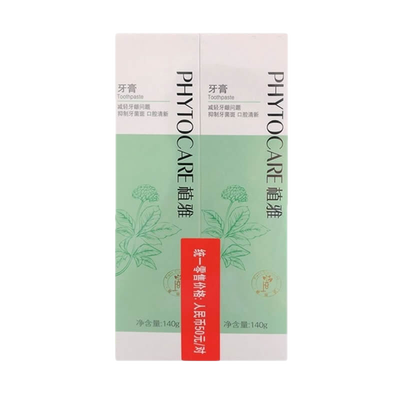 牙膏
Toothpaste
减轻牙龈问题
抑制牙菌斑 口腔清新
PHYTOCARE 植雅
净含量:140g
牙膏
Toothpaste
减轻牙龈问题
抑制牙菌斑 口腔清新
PHYTOCARE 植雅
净含量:140g
统一零售价格:人民币50元/对